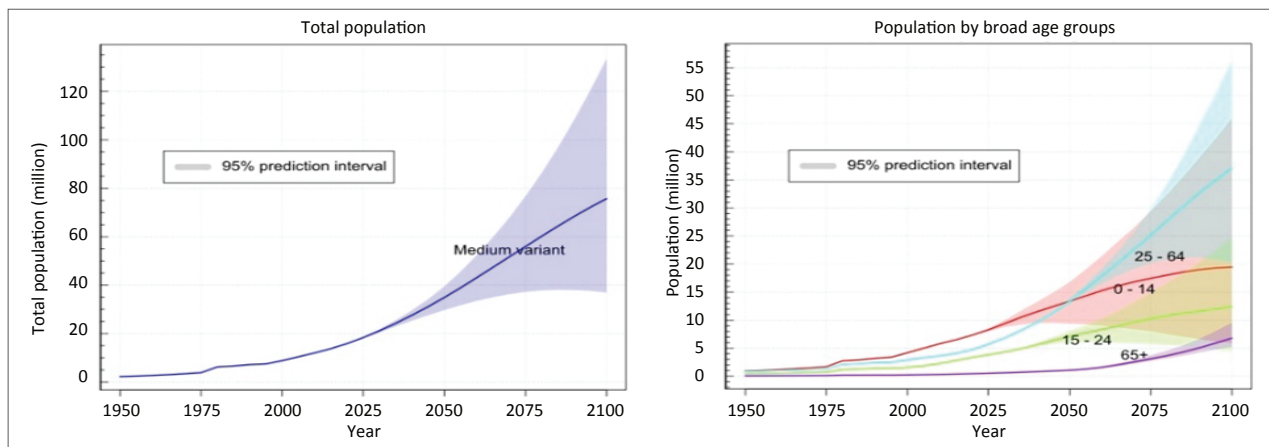 Total population
Total population (million)
120
100
80
60
40
20
0
95% prediction interval
Medium variant
1950 1975 2000 2025 2050 2075 2100
Year
Population by broad age groups
Population (million)
55
50
45
40
35
30
25
20
15
10
5
0
95% prediction interval
25 - 64
0 - 14
15 - 24
65+
1950 1975 2000 2025 2050 2075 2100
Year